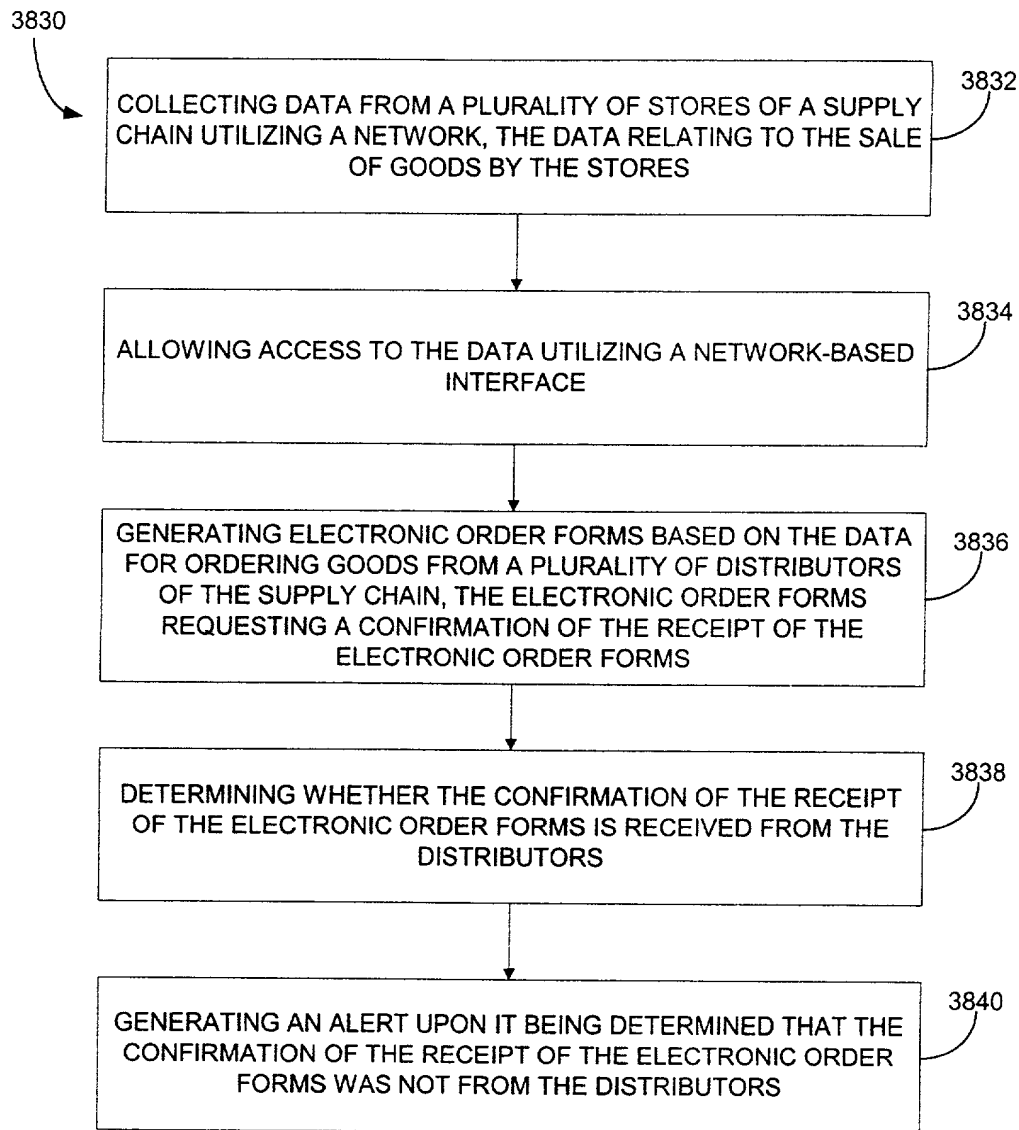 3830
3832
COLLECTING DATA FROM A PLURALITY OF STORES OF A SUPPLY
CHAIN UTILIZING A NETWORK, THE DATA RELATING TO THE SALE
OF GOODS BY THE STORES
3834
ALLOWING ACCESS TO THE DATA UTILIZING A NETWORK-BASED
INTERFACE
3836
GENERATING ELECTRONIC ORDER FORMS BASED ON THE DATA
FOR ORDERING GOODS FROM A PLURALITY OF DISTRIBUTORS
OF THE SUPPLY CHAIN, THE ELECTRONIC ORDER FORMS
REQUESTING A CONFIRMATION OF THE RECEIPT OF THE
ELECTRONIC ORDER FORMS
3838
DETERMINING WHETHER THE CONFIRMATION OF THE RECEIPT
OF THE ELECTRONIC ORDER FORMS IS RECEIVED FROM THE
DISTRIBUTORS
3840
GENERATING AN ALERT UPON IT BEING DETERMINED THAT THE
CONFIRMATION OF THE RECEIPT OF THE ELECTRONIC ORDER
FORMS WAS NOT FROM THE DISTRIBUTORS